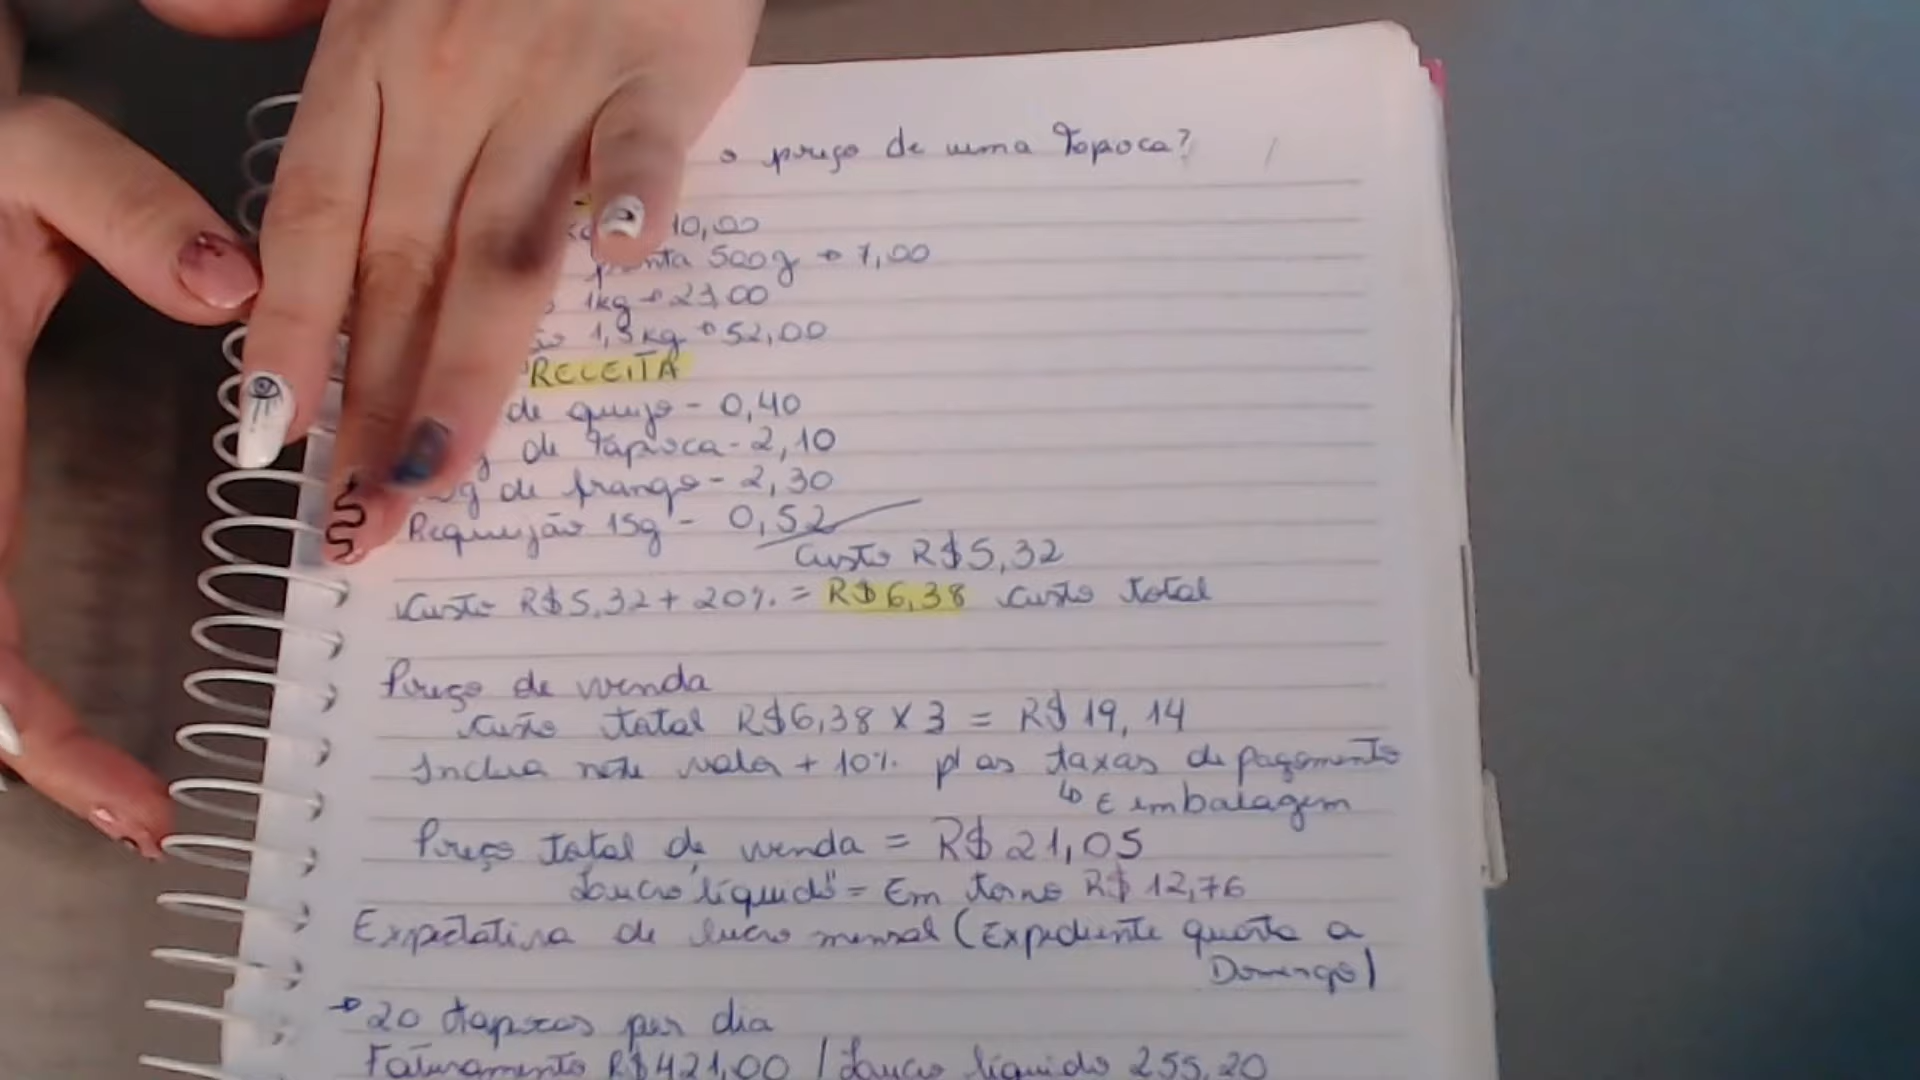 o preço de uma Tapioca?
10,00
pronta 500g → 7,00
1kg → 23,00
1,5kg → 52,00
RECEITA
de queijo - 0,40
g de Tapioca - 2,10
g de frango - 2,30
Requeijão 15g - 0,52
Custo R$5,32
Custo R$5,32 + 20% = R$6,38 custo total
Preço de venda
Custo total R$6,38 X 3 = R$ 19,14
Inclua neste valor + 10% p/ as taxas de pagamento
↳ E embalagem
Preço total de venda = R$ 21,05
"Lucro líquido" = Em torno R$ 12,76
Expectativa de lucro mensal (Expediente quarta a
Domingo)
→ 20 tapiocas por dia
Faturamento R$421,00 / Lucro líquido 255,20